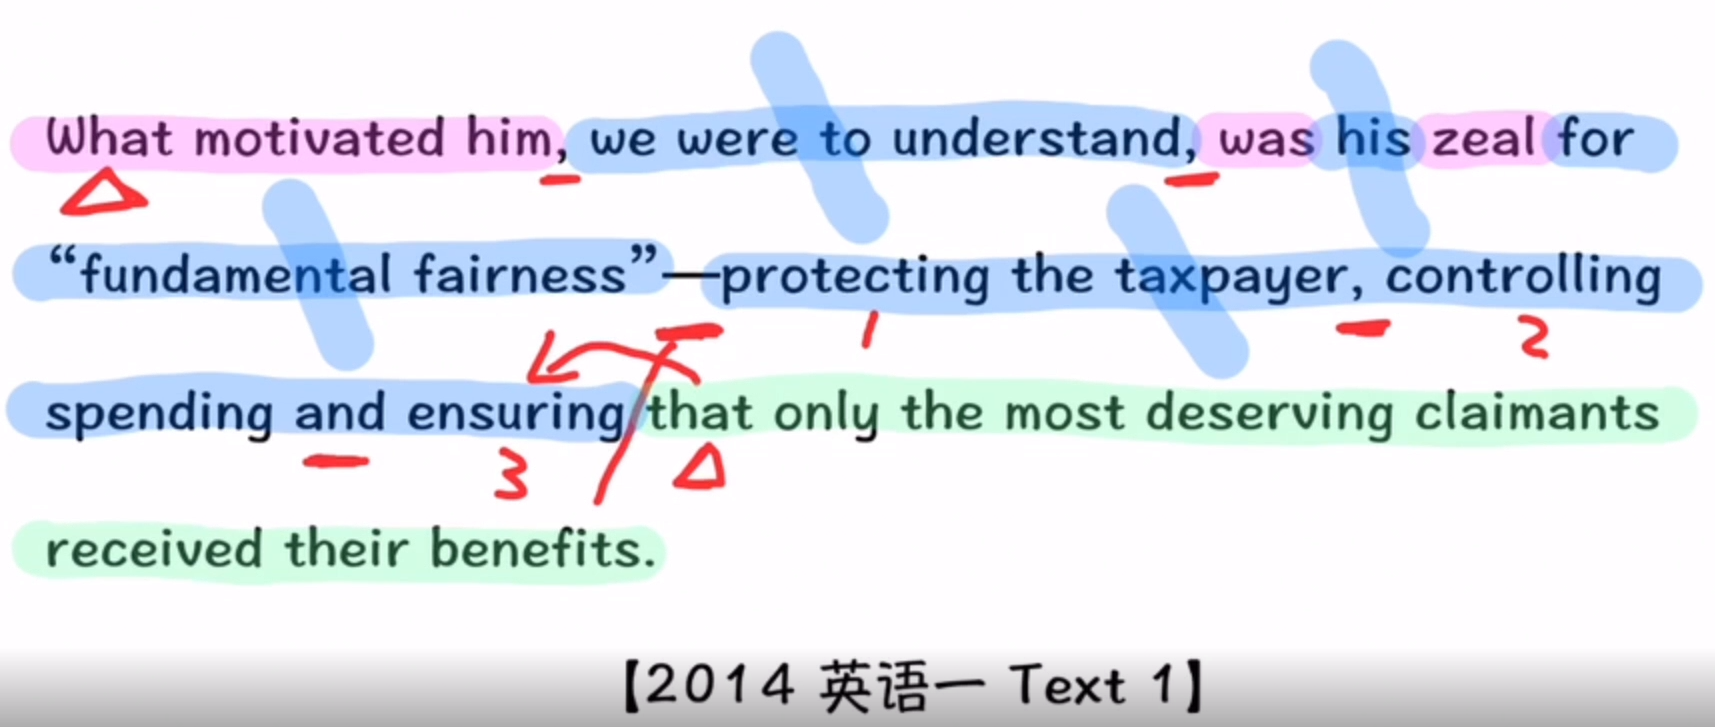 What motivated him, we were to understand, was his zeal for
“fundamental fairness”—protecting the taxpayer, controlling
spending and ensuring that only the most deserving claimants
received their benefits.
1
2
3
【2014 英语一 Text 1】